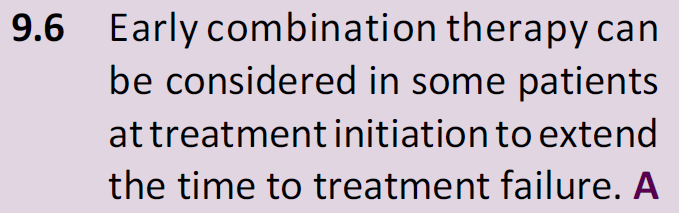 9.6 Early combination therapy can
be considered in some patients
at treatment initiation to extend
the time to treatment failure. A